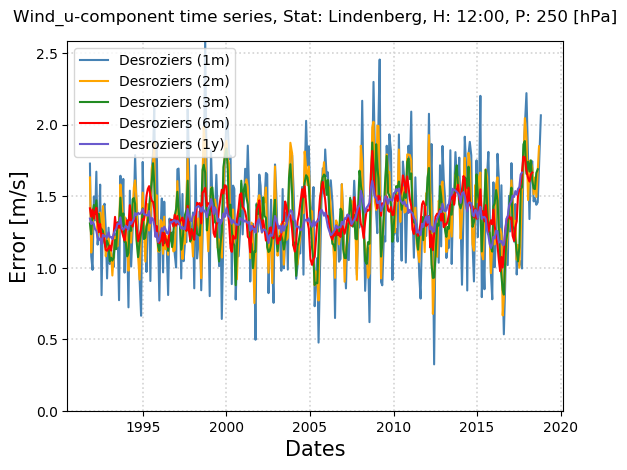 Wind_u-component time series, Stat: Lindenberg, H: 12:00, P: 250 [hPa]
2.5
2.0
1.5
1.0
0.5
0.0
Error [m/s]
Desroziers (1m)
Desroziers (2m)
Desroziers (3m)
Desroziers (6m)
Desroziers (1y)
1995
2000
2005
2010
2015
2020
Dates